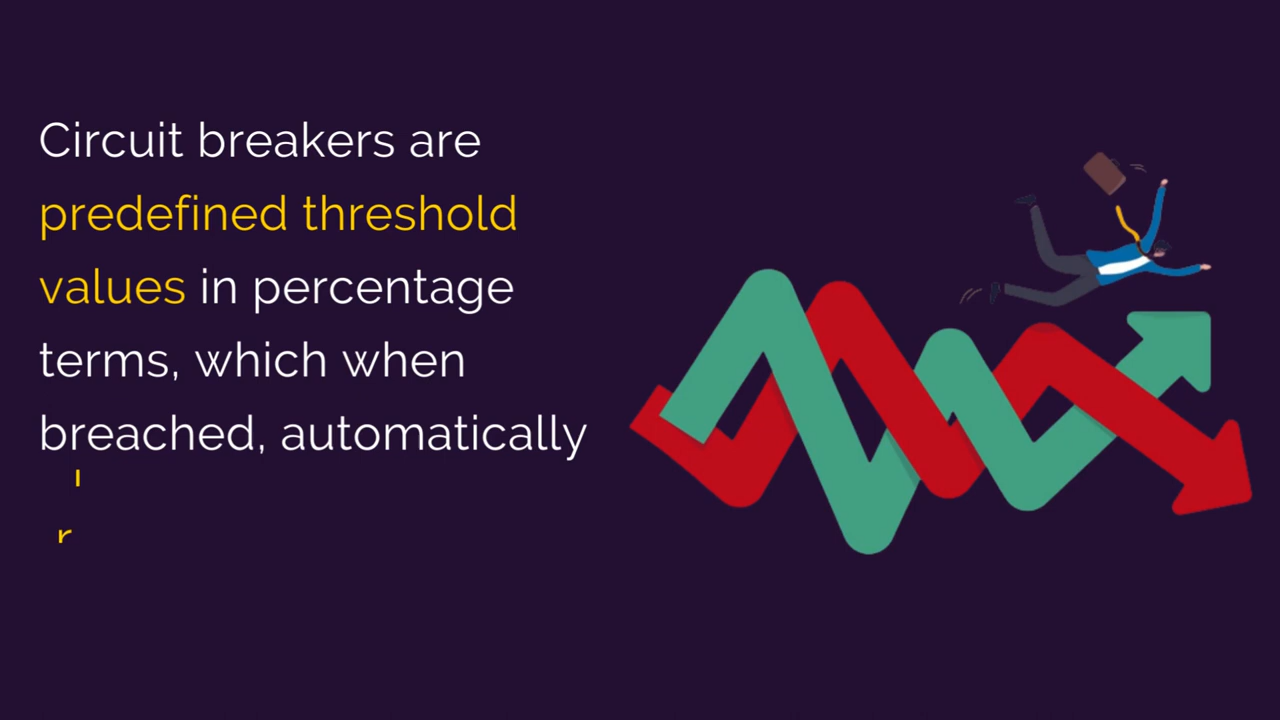 Circuit breakers are
predefined threshold
values in percentage
terms, which when
breached, automatically